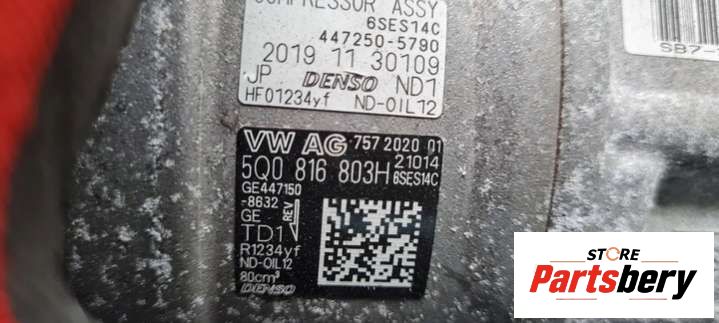 COMPRESSOR ASSY
6SES14C
447250-5790
2019 11 30109
JP DENSO ND1
HF01234yf ND-OIL12
VW AG 757 2020 01
21014
5Q0 816 803H 6SES14C
GE447150
-8632
GE REV
TD1
R1234yf
ND-OIL12
80cm³
DENSO
STORE
Partsbery